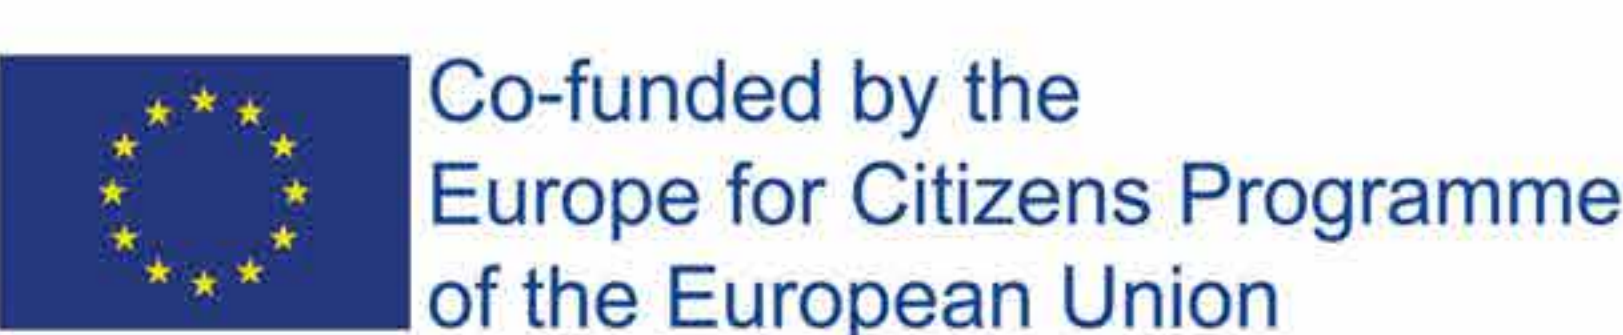 Co-funded by the
Europe for Citizens Programme
of the European Union